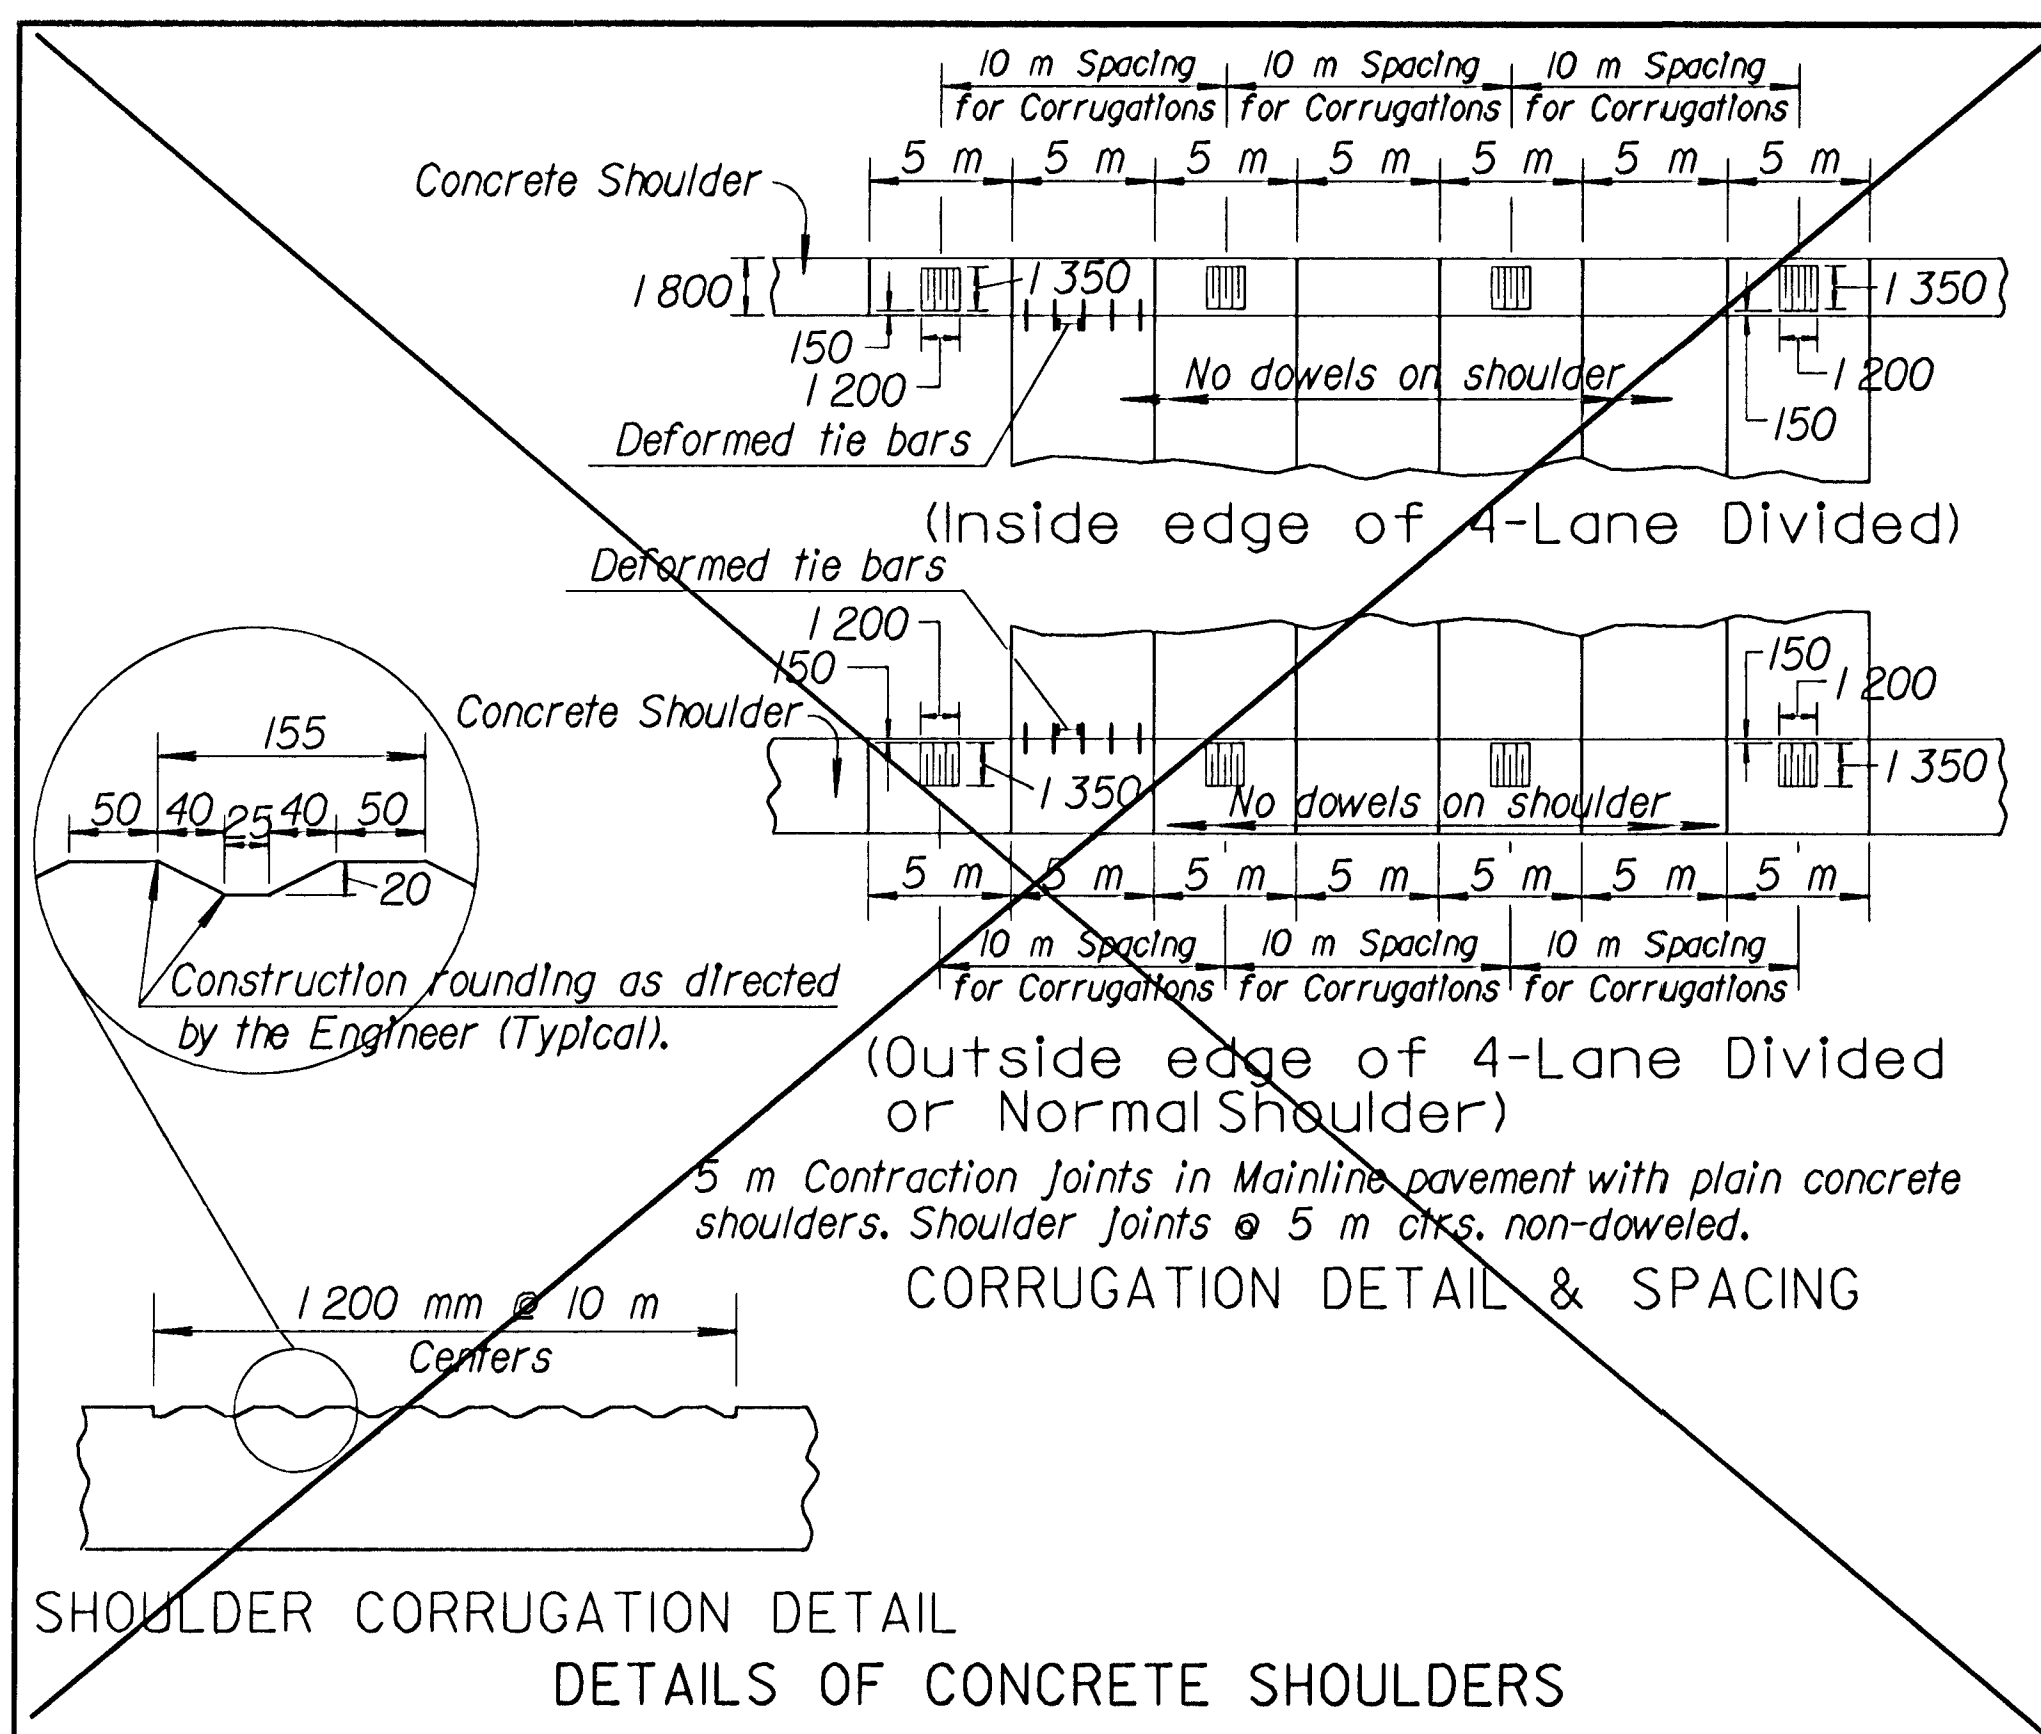 10 m Spacing 10 m Spacing 10 m Spacing
for Corrugations for Corrugations for Corrugations
5 m 5 m 5 m 5 m 5 m 5 m 5 m
Concrete Shoulder
1 800
1 350
1 350
150
1 200
No dowels on shoulder
1 200
150
Deformed tie bars
(Inside edge of 4-Lane Divided)
Deformed tie bars
1 200
150
150
1 200
Concrete Shoulder
1 350
1 350
No dowels on shoulder
5 m 5 m 5 m 5 m 5 m 5 m 5 m
10 m Spacing 10 m Spacing 10 m Spacing
for Corrugations for Corrugations for Corrugations
(Outside edge of 4-Lane Divided
or Normal Shoulder)
155
50 40 25 40 50
20
Construction rounding as directed
by the Engineer (Typical).
5 m Contraction joints in Mainline pavement with plain concrete
shoulders. Shoulder joints @ 5 m ctrs. non-doweled.
CORRUGATION DETAIL & SPACING
1 200 mm @ 10 m
Centers
SHOULDER CORRUGATION DETAIL
DETAILS OF CONCRETE SHOULDERS